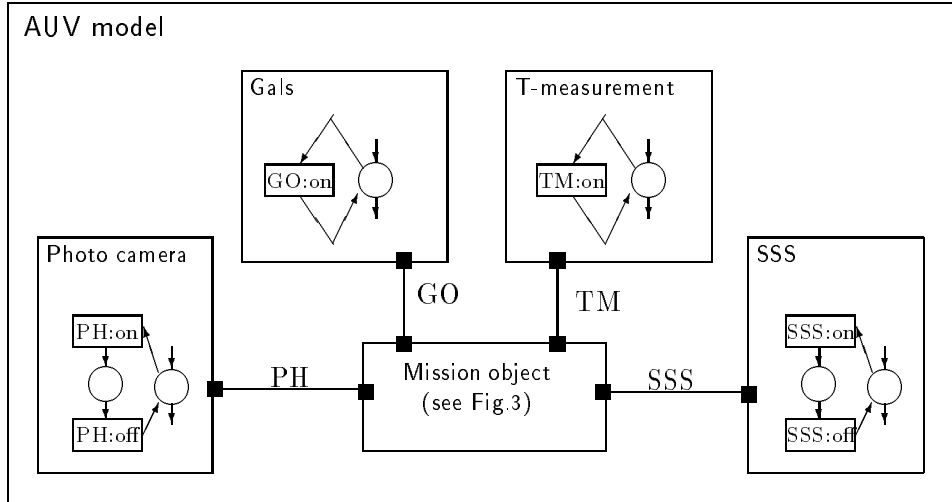 AUV model
Gals
GO:on
T-measurement
TM:on
Photo camera
PH:on
PH:off
GO
TM
SSS
SSS:on
SSS:off
PH
Mission object
(see Fig.3)
SSS